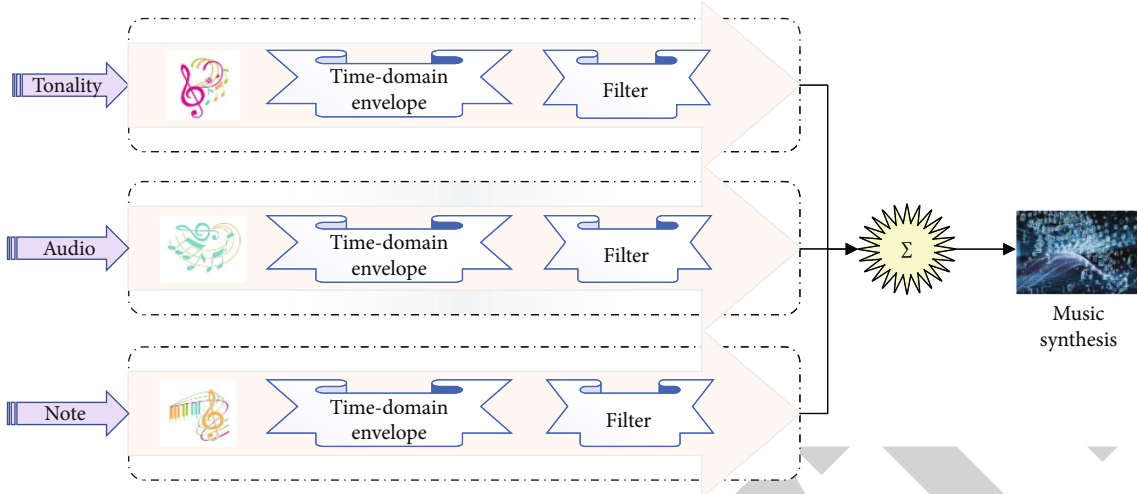 Tonality
Time-domain
envelope
Filter
Audio
Time-domain
envelope
Filter
Σ
Music
synthesis
Note
Time-domain
envelope
Filter